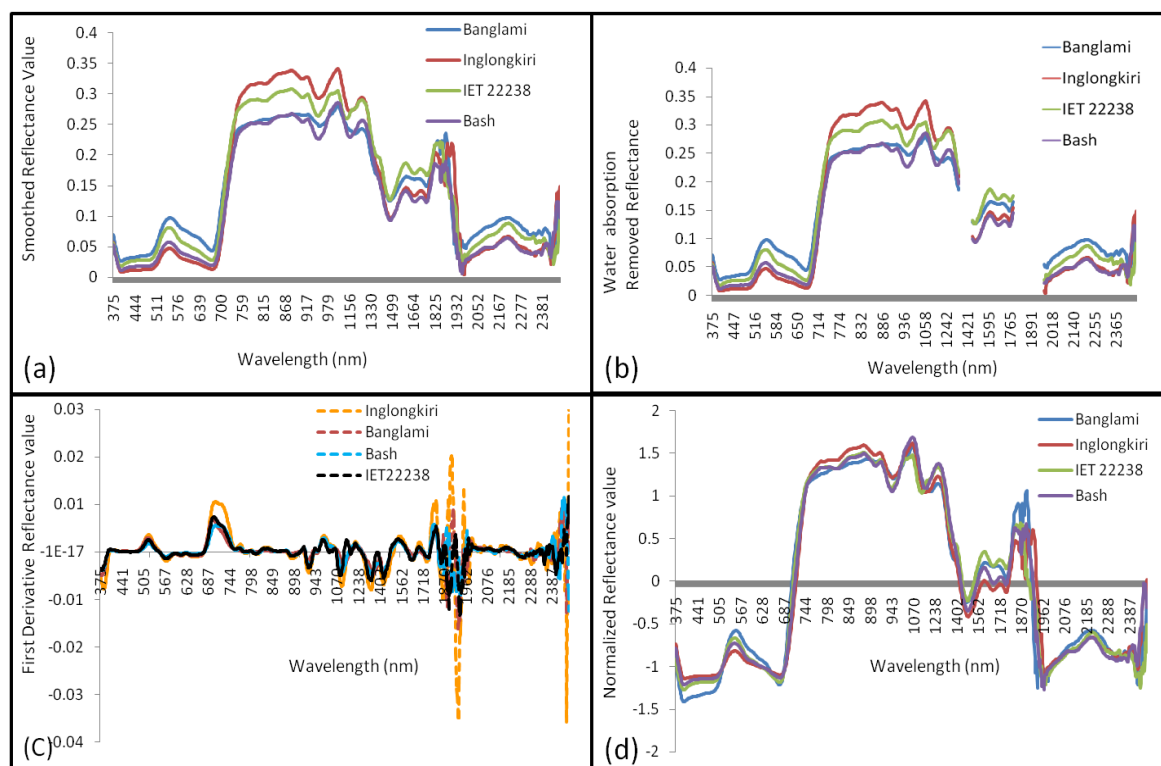 Banglami
Inglongkiri
IET 22238
Bash
Smoothed Reflectance Value
0.4
0.35
0.3
0.25
0.2
0.15
0.1
0.05
0
375 444 511 576 639 700 759 815 868 917 979 1156 1330 1499 1664 1825 1932 2052 2167 2277 2381
Wavelength (nm)
(a)
Banglami
Inglongkiri
IET 22238
Bash
Water absorption
Removed Reflectance
0.4
0.35
0.3
0.25
0.2
0.15
0.1
0.05
0
375 447 516 584 650 714 774 832 886 936 1058 1242 1421 1595 1765 2018 2140 2255 2365
Wavelength (nm)
(b)
Inglongkiri
Banglami
Bash
IET22238
First Derivative Reflectance value
0.03
0.02
0.01
-1E-17
-0.01
-0.02
-0.03
-0.04
375 441 505 567 628 687 744 798 849 898 943 1070 1238 1402 1562 1718 1870 1962 2076 2185 2288
Wavelength (nm)
(C)
Banglami
Inglongkiri
IET 22238
Bash
Normalized Reflectance value
2
1.5
1
0.5
0
-0.5
-1
-1.5
-2
375 441 505 567 628 687 744 798 849 898 943 1070 1238 1402 1562 1718 1870 1962 2076 2185 2288 2387
Wavelength (nm)
(d)